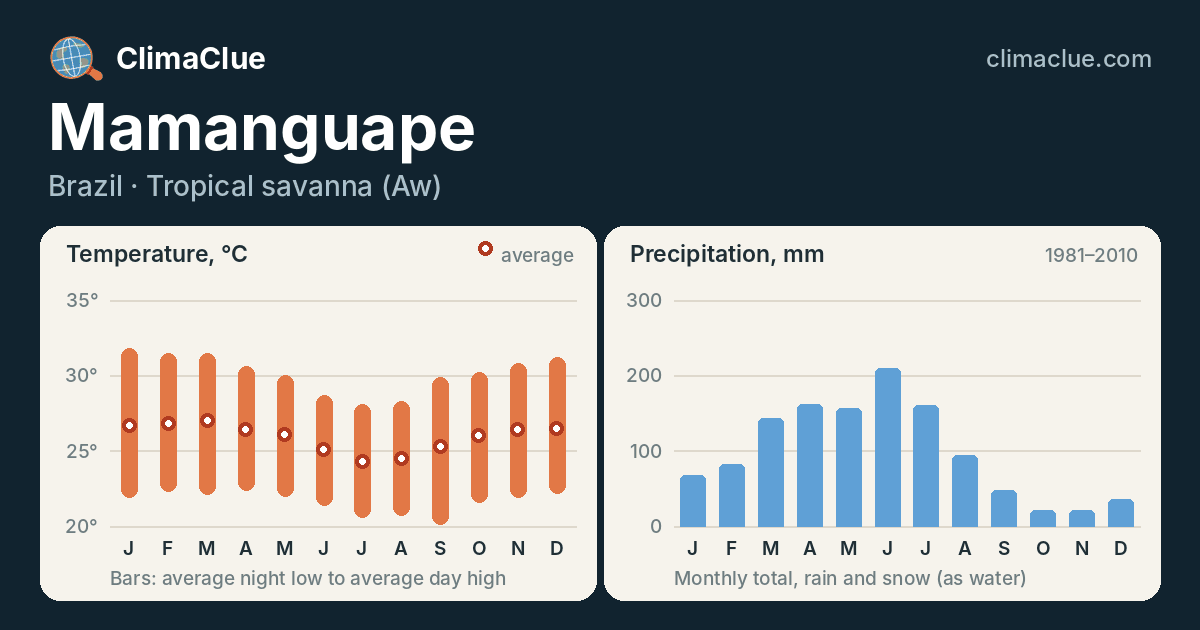 ClimaClue
climaclue.com
Mamanguape
Brazil · Tropical savanna (Aw)
Temperature, °C
average
35°
30°
25°
20°
J F M A M J J A S O N D
Bars: average night low to average day high
Precipitation, mm
1981–2010
300
200
100
0
J F M A M J J A S O N D
Monthly total, rain and snow (as water)